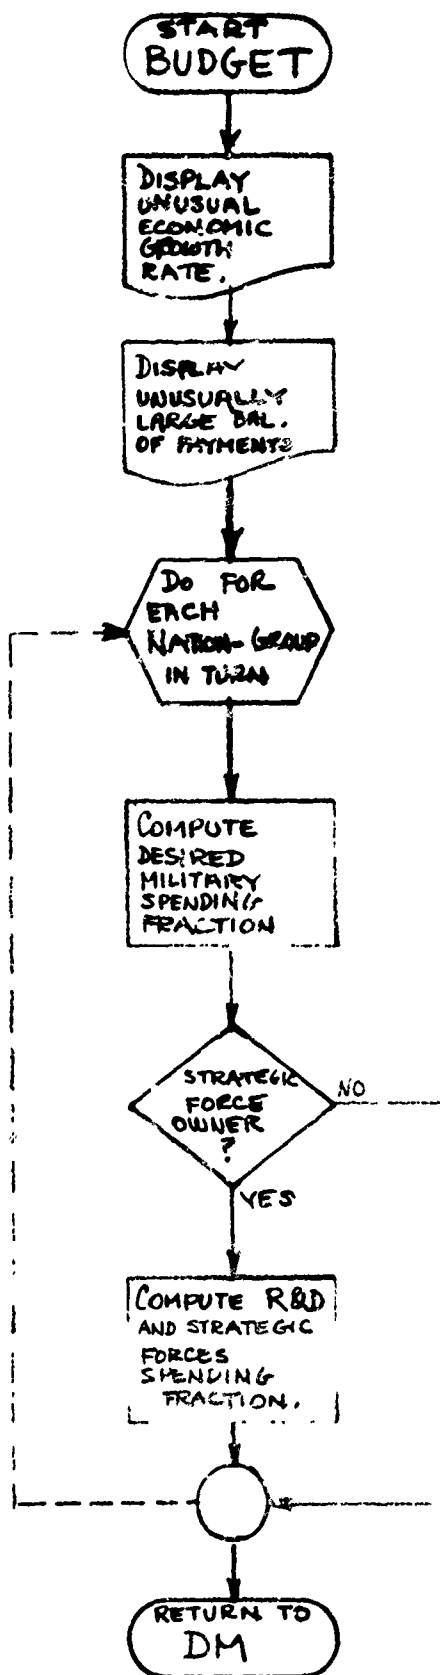 START
BUDGET
DISPLAY
UNUSUAL
ECONOMIC
GROWTH
RATE.
DISPLAY
UNUSUALLY
LARGE BAL.
OF PAYMENTS
DO FOR
EACH
NATION-GROUP
IN TURN
COMPUTE
DESIRED
MILITARY
SPENDING
FRACTION
STRATEGIC
FORCE
OWNER
?
NO
YES
COMPUTE R&D
AND STRATEGIC
FORCES
SPENDING
FRACTION.
RETURN TO
DM